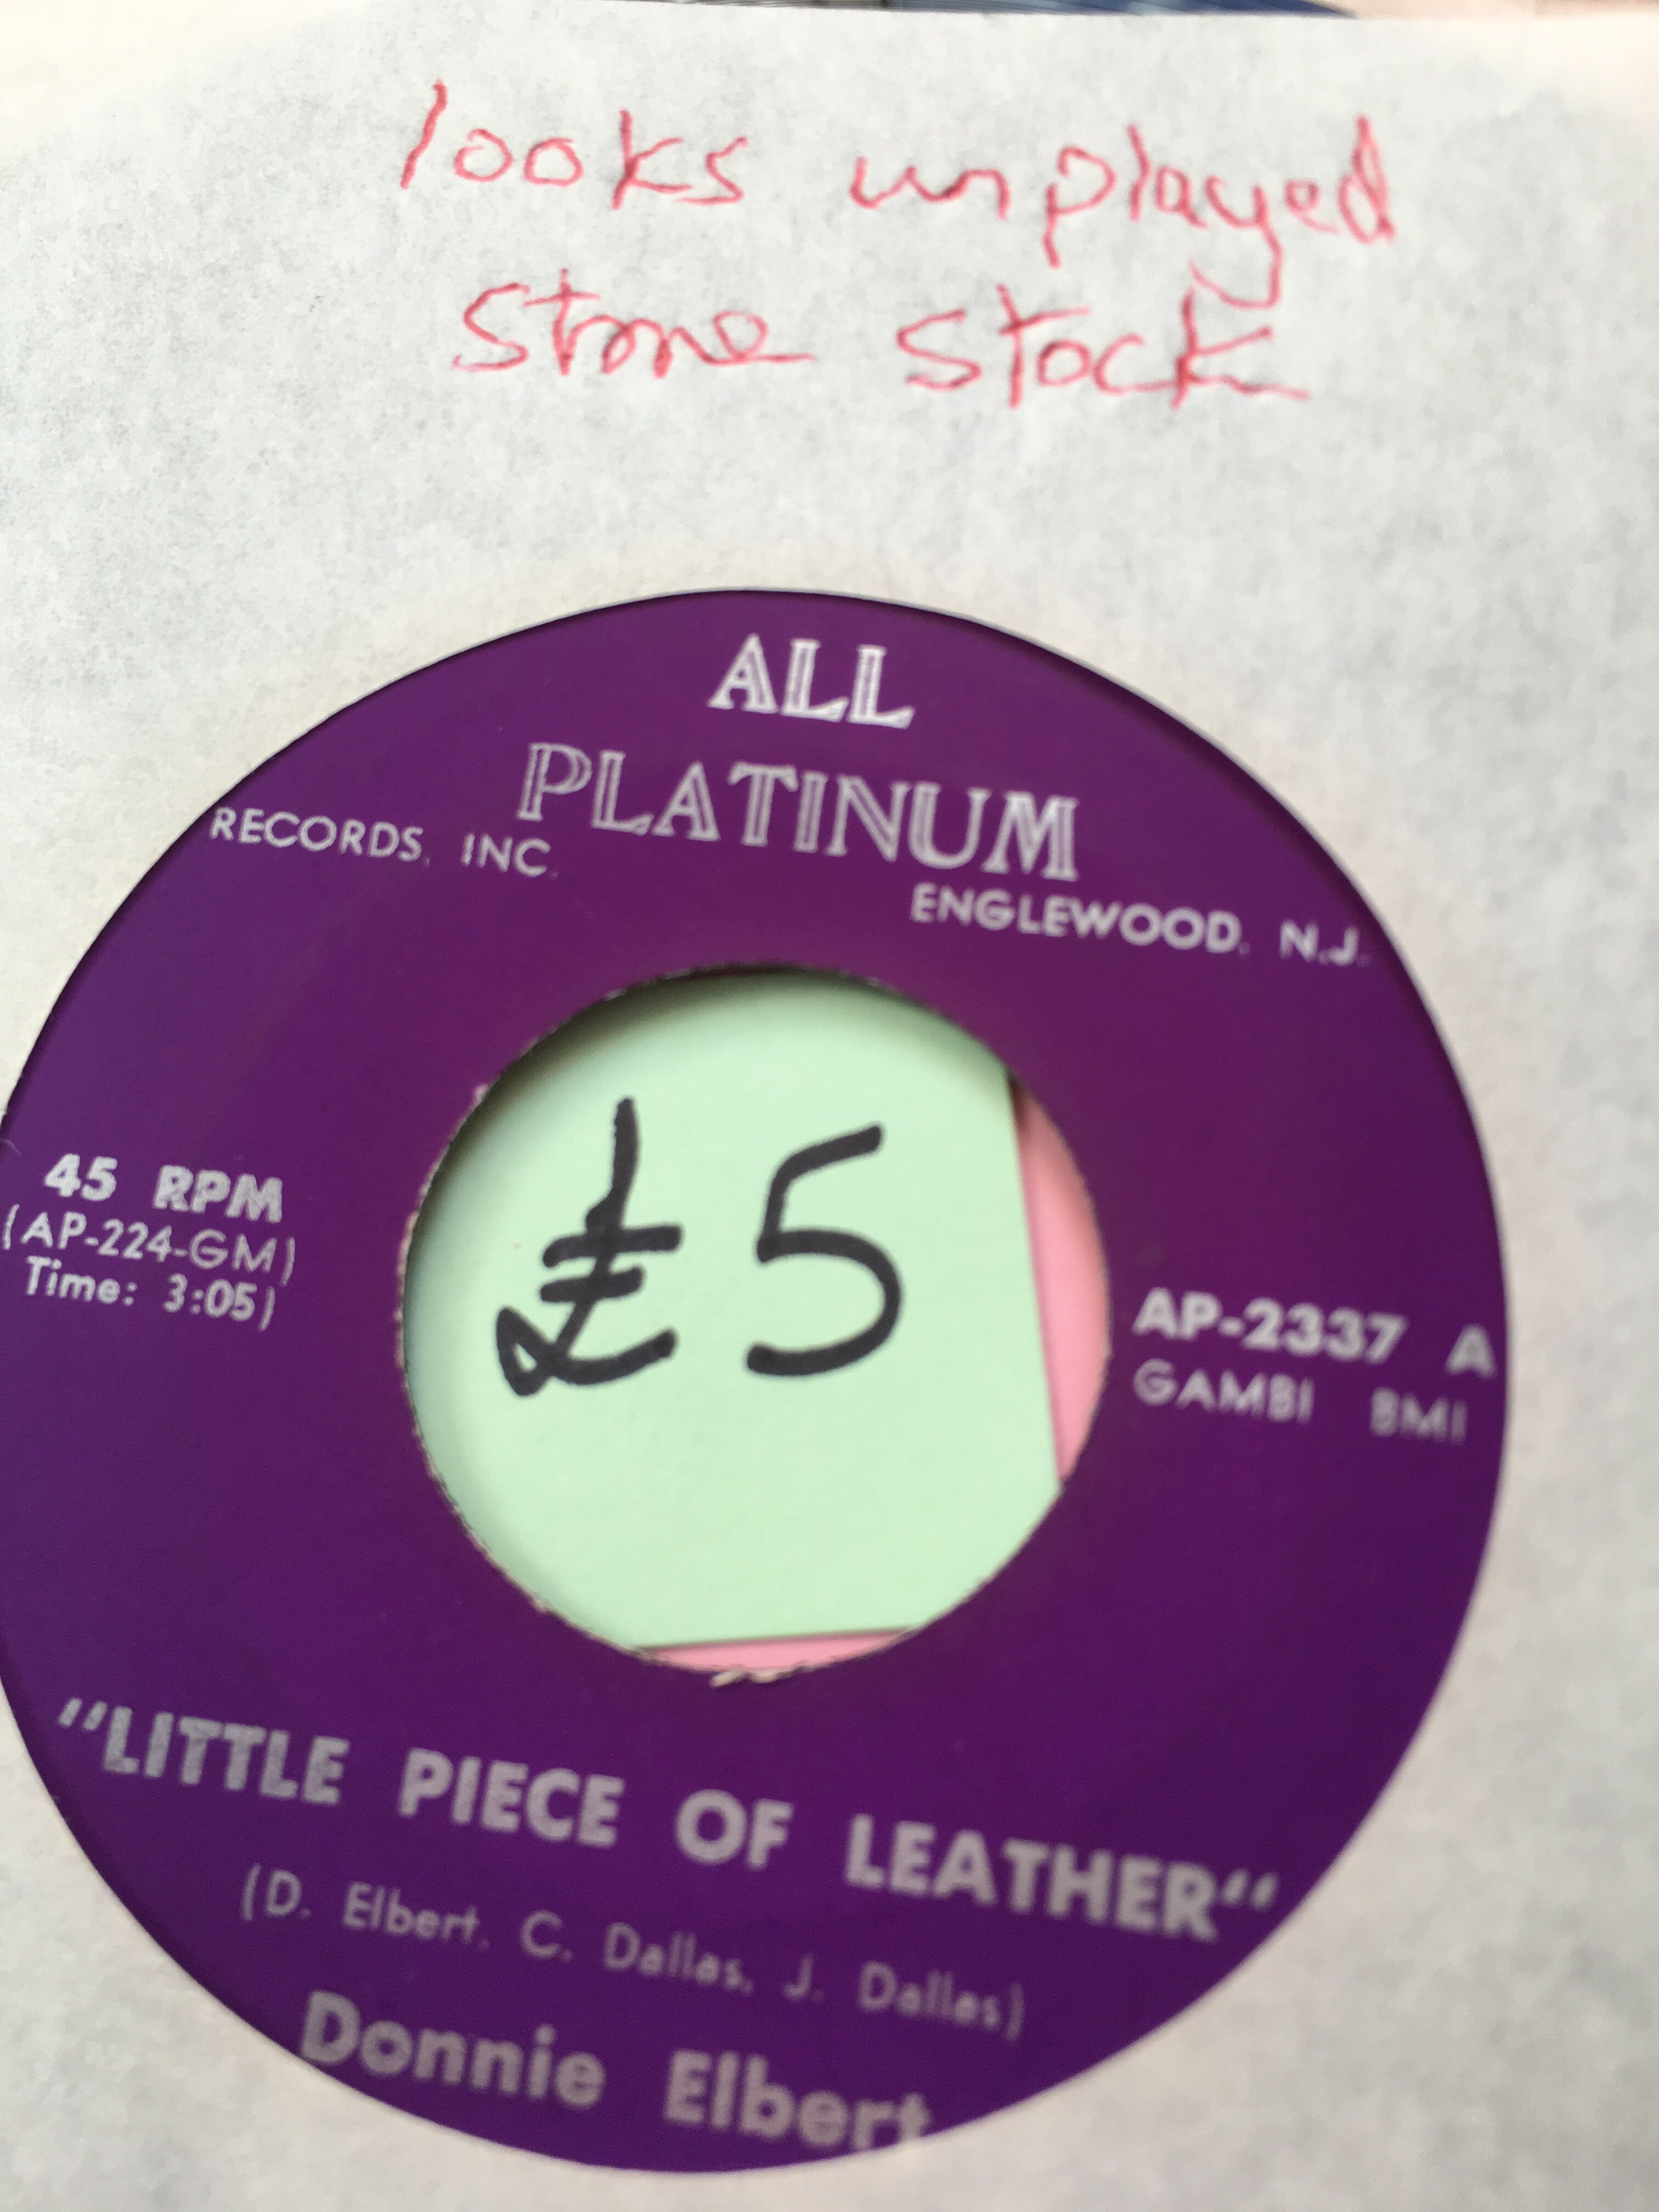 looks unplayed
store stock
ALL
PLATINUM
RECORDS, INC.
ENGLEWOOD, N.J.
£5
45 RPM
(AP-224-GM)
Time: 3:05)
AP-2337 A
GAMBI BMI
"LITTLE PIECE OF LEATHER"
(D. Elbert, C. Dallas, J. Dallas)
Donnie Elbert